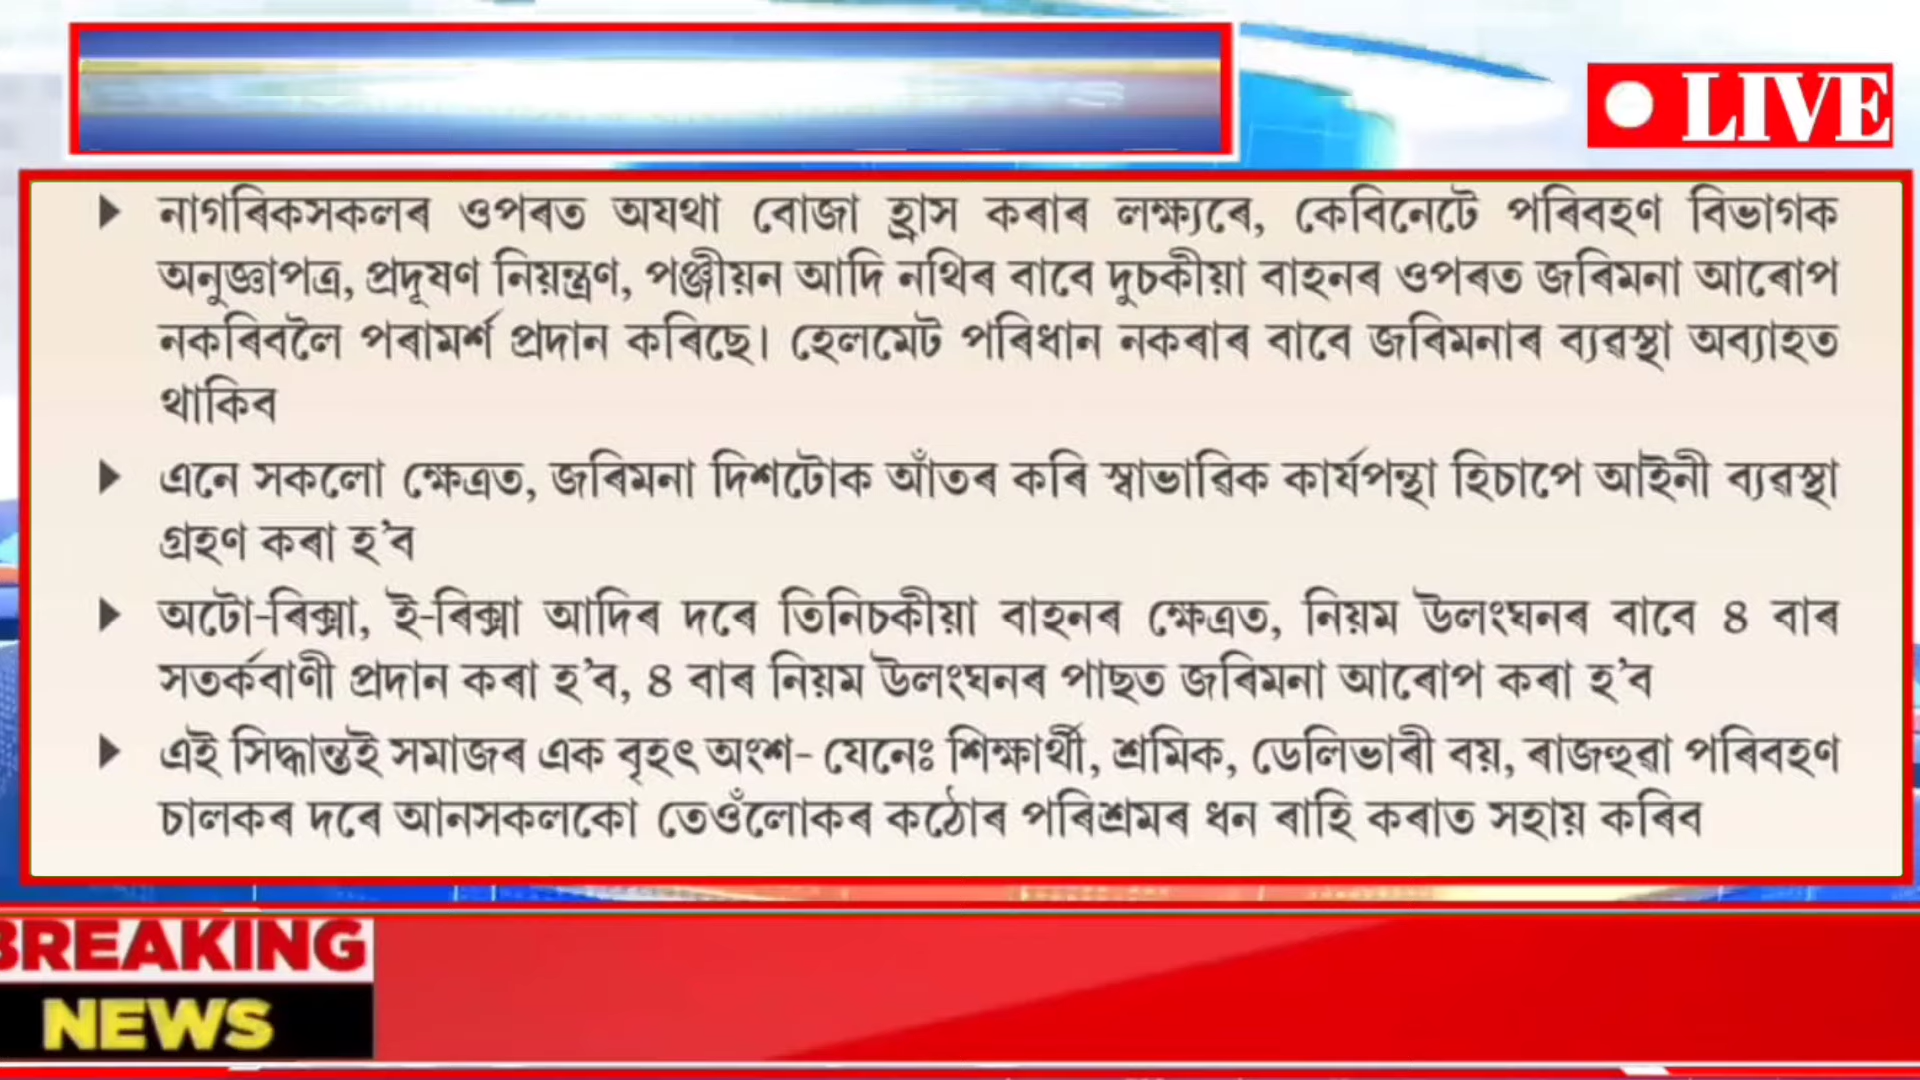 LIVE
▶ নাগৰিকসকলৰ ওপৰত অযথা বোজা হ্ৰাস কৰাৰ লক্ষ্যৰে, কেবিনেটে পৰিবহণ বিভাগক
অনুজ্ঞাপত্ৰ, প্ৰদূষণ নিয়ন্ত্ৰণ, পঞ্জীয়ন আদি নথিৰ বাবে দুচকীয়া বাহনৰ ওপৰত জৰিমনা আৰোপ
নকৰিবলৈ পৰামৰ্শ প্ৰদান কৰিছে। হেলমেট পৰিধান নকৰাৰ বাবে জৰিমনাৰ ব্যৱস্থা অব্যাহত
থাকিব
▶ এনে সকলো ক্ষেত্ৰত, জৰিমনা দিশটোক আঁতৰ কৰি স্বাভাৱিক কাৰ্যপন্থা হিচাপে আইনী ব্যৱস্থা
গ্ৰহণ কৰা হ'ব
▶ অটো-ৰিক্সা, ই-ৰিক্সা আদিৰ দৰে তিনিচকীয়া বাহনৰ ক্ষেত্ৰত, নিয়ম উলংঘনৰ বাবে ৪ বাৰ
সতৰ্কবাণী প্ৰদান কৰা হ'ব, ৪ বাৰ নিয়ম উলংঘনৰ পাছত জৰিমনা আৰোপ কৰা হ'ব
▶ এই সিদ্ধান্তই সমাজৰ এক বৃহৎ অংশ- যেনেঃ শিক্ষাৰ্থী, শ্ৰমিক, ডেলিভাৰী বয়, ৰাজহুৱা পৰিবহণ
চালকৰ দৰে আনসকলকো তেওঁলোকৰ কঠোৰ পৰিশ্ৰমৰ ধন ৰাহি কৰাত সহায় কৰিব
BREAKING
NEWS